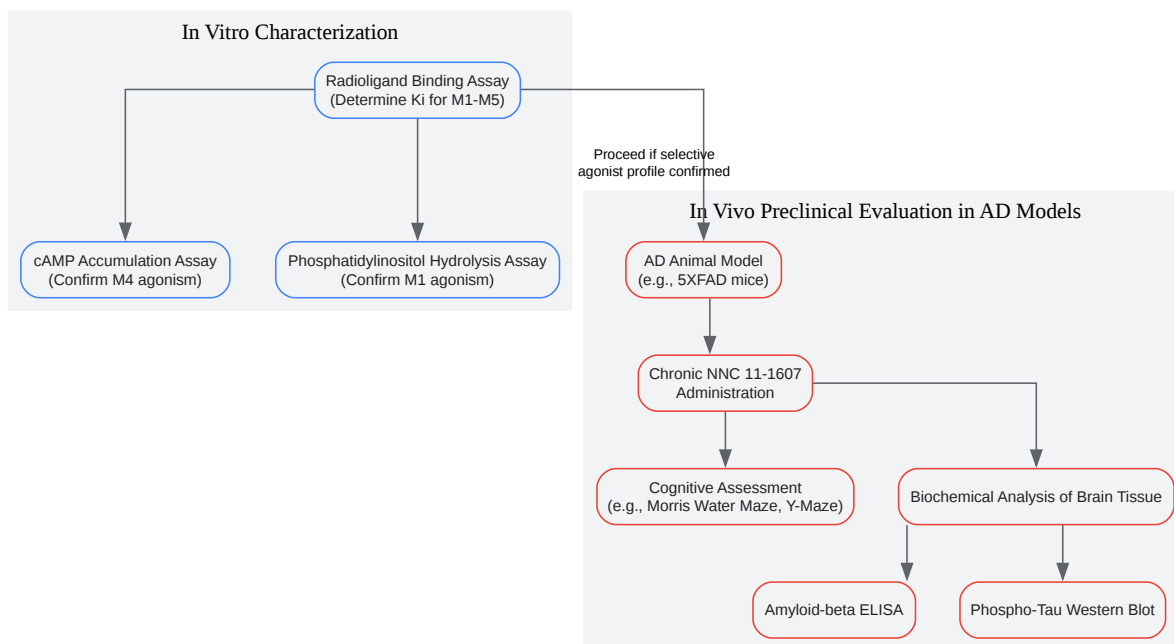 In Vitro Characterization
Radioligand Binding Assay
(Determine Ki for M1-M5)
Proceed if selective
agonist profile confirmed
In Vivo Preclinical Evaluation in AD Models
cAMP Accumulation Assay
(Confirm M4 agonism)
Phosphatidylinositol Hydrolysis Assay
(Confirm M1 agonism)
AD Animal Model
(e.g., 5XFAD mice)
Chronic NNC 11-1607
Administration
Cognitive Assessment
(e.g., Morris Water Maze, Y-Maze)
Biochemical Analysis of Brain Tissue
Amyloid-beta ELISA
Phospho-Tau Western Blot